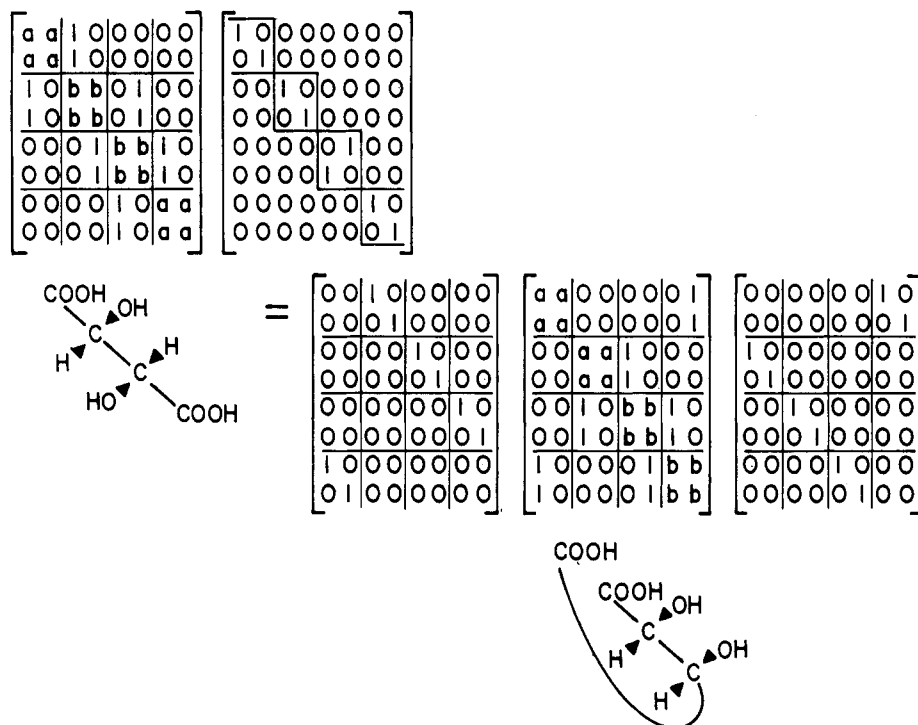 a a 1 0 0 0 0 0
a a 1 0 0 0 0 0
1 0 b b 0 1 0 0
1 0 b b 0 1 0 0
0 0 0 1 b b 1 0
0 0 0 1 b b 1 0
0 0 0 0 1 0 a a
0 0 0 0 1 0 a a
1 0 0 0 0 0 0 0
0 1 0 0 0 0 0 0
0 0 1 0 0 0 0 0
0 0 0 1 0 0 0 0
0 0 0 0 0 1 0 0
0 0 0 0 1 0 0 0
0 0 0 0 0 0 1 0
0 0 0 0 0 0 0 1
COOH
OH
H C H
C
HO
COOH
=
0 0 1 0 0 0 0 0
0 0 0 1 0 0 0 0
0 0 0 0 1 0 0 0
0 0 0 0 0 1 0 0
0 0 0 0 0 0 1 0
0 0 0 0 0 0 0 1
1 0 0 0 0 0 0 0
0 1 0 0 0 0 0 0
a a 0 0 0 0 0 1
a a 0 0 0 0 0 1
0 0 a a 1 0 0 0
0 0 a a 1 0 0 0
0 0 1 0 b b 1 0
0 0 1 0 b b 1 0
1 0 0 0 0 1 b b
1 0 0 0 0 1 b b
0 0 0 0 0 0 1 0
0 0 0 0 0 0 0 1
1 0 0 0 0 0 0 0
0 1 0 0 0 0 0 0
0 0 1 0 0 0 0 0
0 0 0 1 0 0 0 0
0 0 0 0 1 0 0 0
0 0 0 0 0 1 0 0
COOH
COOH
OH
C
H OH
C
H